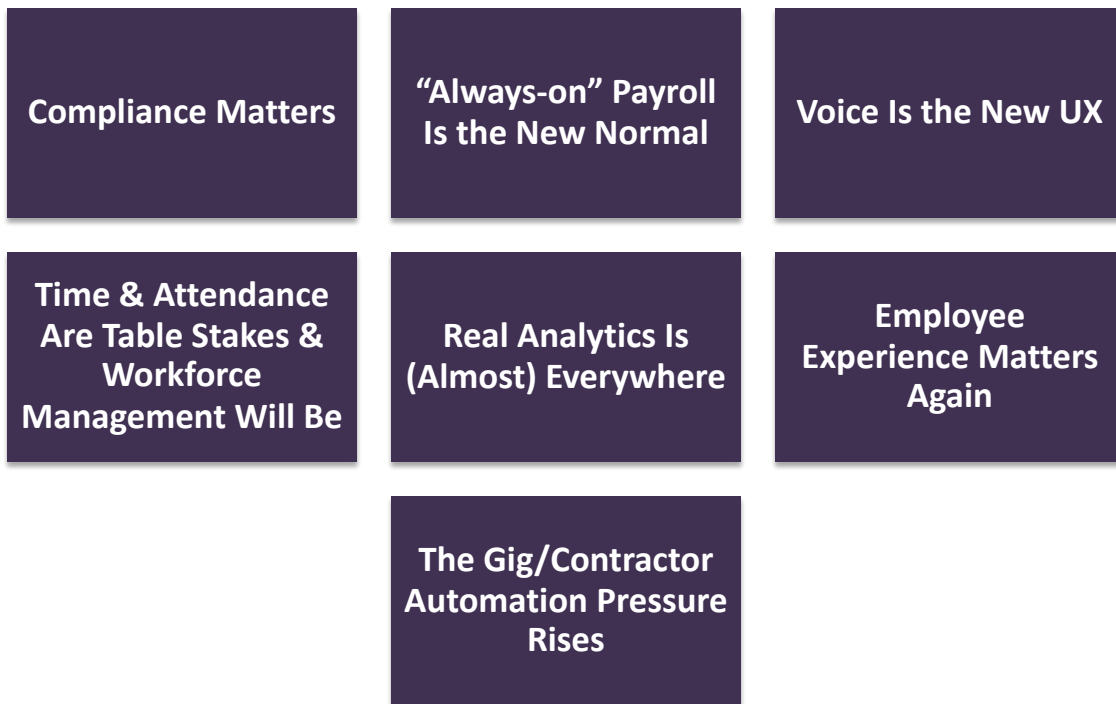 Compliance Matters
“Always-on” Payroll
Is the New Normal
Voice Is the New UX
Time & Attendance
Are Table Stakes &
Workforce
Management Will Be
Real Analytics Is
(Almost) Everywhere
Employee
Experience Matters
Again
The Gig/Contractor
Automation Pressure
Rises